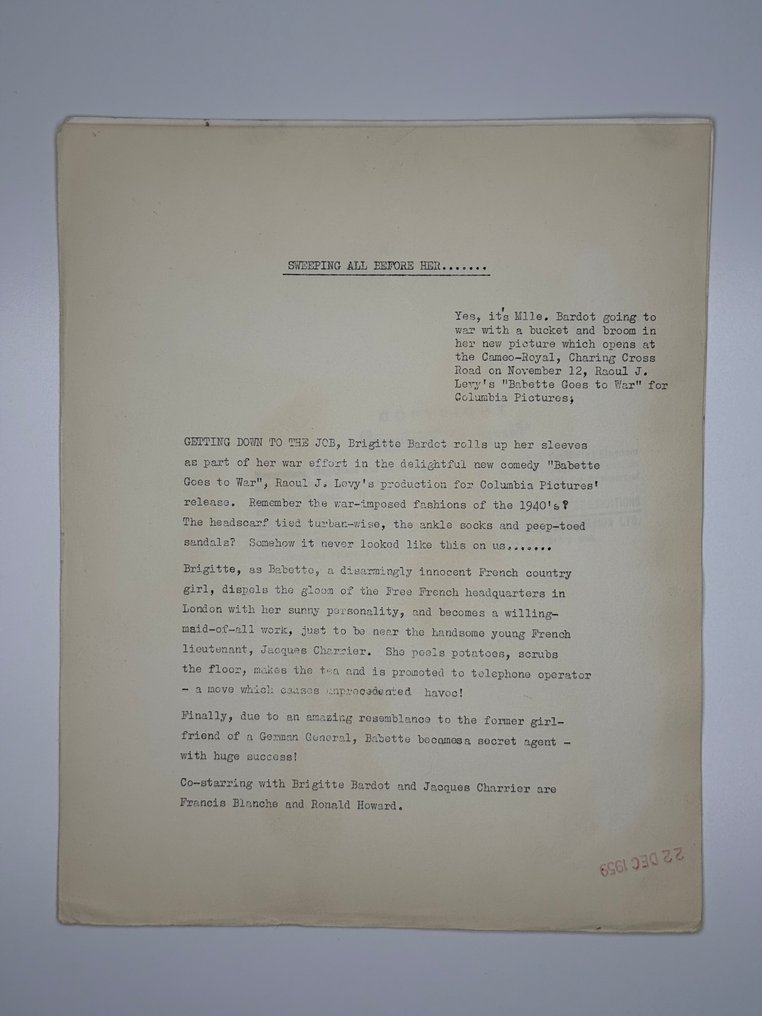 SWEEPING ALL BEFORE HER.......
Yes, it's Mlle. Bardot going to
war with a bucket and broom in
her new picture which opens at
the Cameo-Royal, Charing Cross
Road on November 12, Raoul J.
Levy's "Babette Goes to War" for
Columbia Pictures;
GETTING DOWN TO THE JOB, Brigitte Bardot rolls up her sleeves
as part of her war effort in the delightful new comedy "Babette
Goes to War", Raoul J. Levy's production for Columbia Pictures'
release. Remember the war-imposed fashions of the 1940's?
The headscarf tied turban-wise, the ankle socks and peep-toed
sandals? Somehow it never looked like this on us.......
Brigitte, as Babette, a disarmingly innocent French country
girl, dispels the gloom of the Free French headquarters in
London with her sunny personality, and becomes a willing-
maid-of-all work, just to be near the handsome young French
lieutenant, Jacques Charrier. She peels potatoes, scrubs
the floor, makes the tea and is promoted to telephone operator
- a move which causes unprecedented havoc!
Finally, due to an amazing resemblance to the former girl-
friend of a German General, Babette becomesa secret agent -
with huge success!
Co-starring with Brigitte Bardot and Jacques Charrier are
Francis Blanche and Ronald Howard.
22 DEC 1959